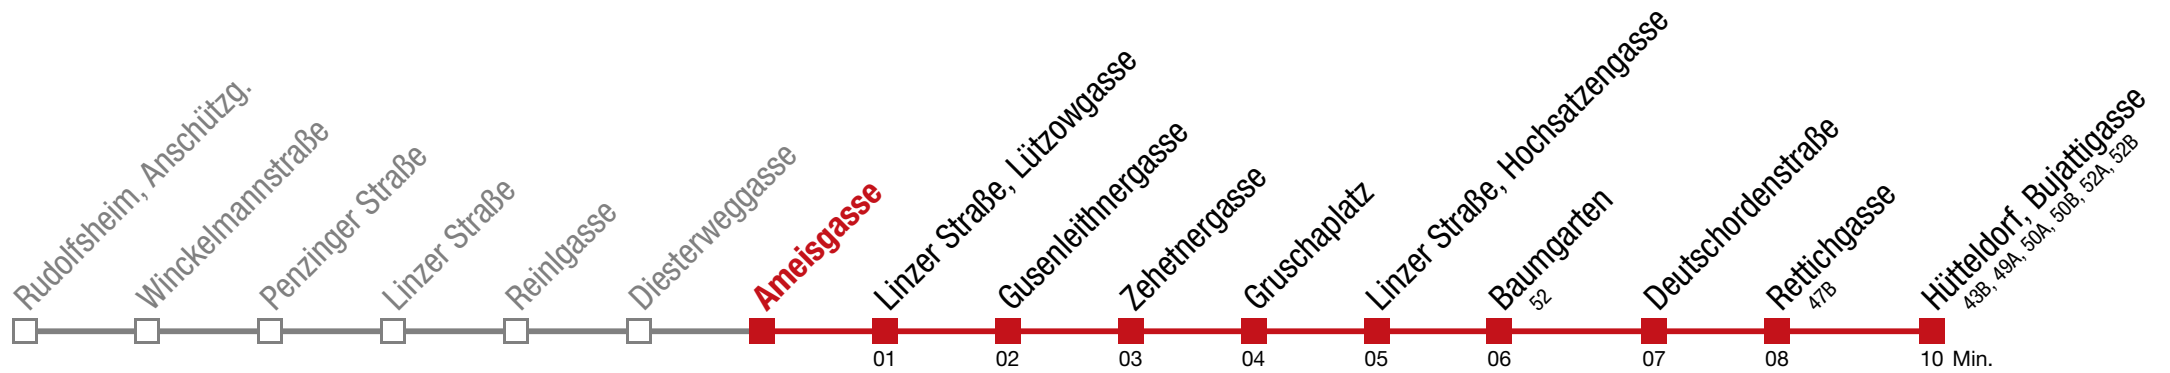 Rudolfsheim, Anschützg.
Winckelmannstraße
Penzinger Straße
Linzer Straße
Reinlgasse
Diesterweggasse
Ameisgasse
Linzer Straße, Lützowgasse
Gusenleithnergasse
Zehetnergasse
Gruschaplatz
Linzer Straße, Hochsatzengasse
Baumgarten
52
Deutschordenstraße
Rettichgasse
47B
Hütteldorf, Bujattigasse
43B, 49A, 50A, 50B, 52A, 52B
01 02 03 04 05 06 07 08 10 Min.